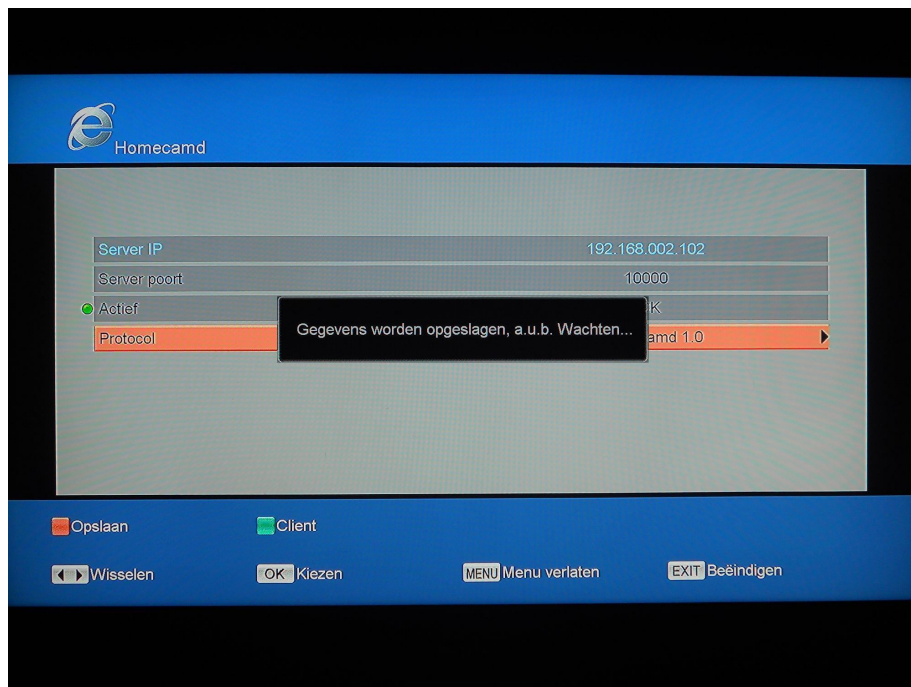 Homecamd
Server IP 192.168.002.102
Server poort 10000
Actief K
Protocol amd 1.0
Gegevens worden opgeslagen, a.u.b. Wachten...
Opslaan Client
Wisselen OK Kiezen MENU Menu verlaten EXIT Beëindigen